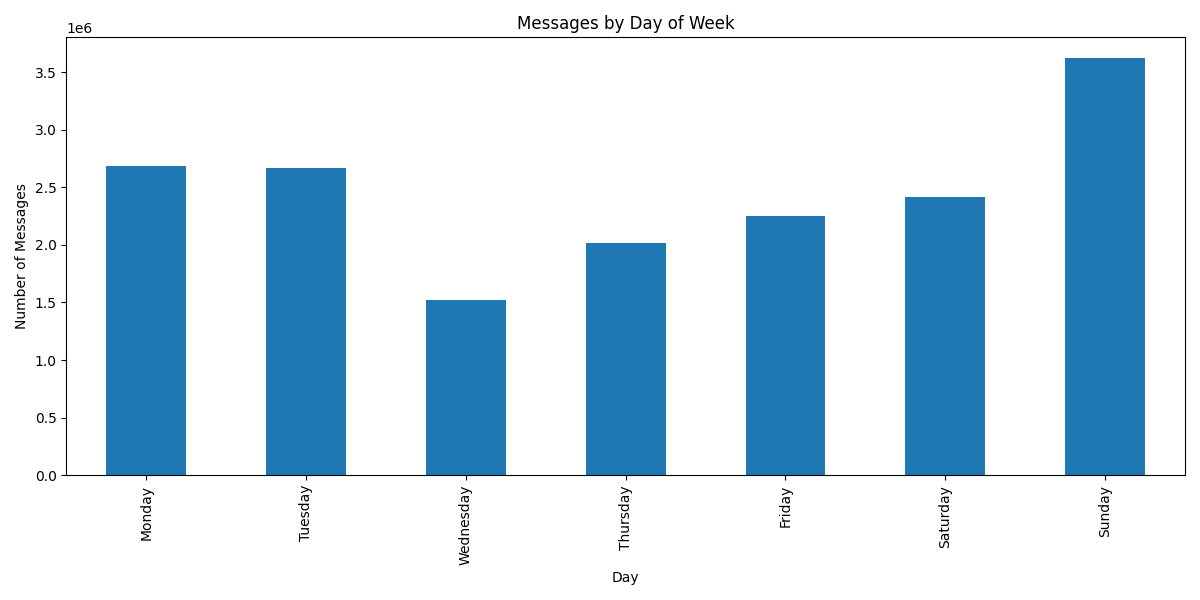 Messages by Day of Week
1e6
3.5
3.0
2.5
2.0
1.5
1.0
0.5
0.0
Number of Messages
Monday
Tuesday
Wednesday
Thursday
Friday
Saturday
Sunday
Day